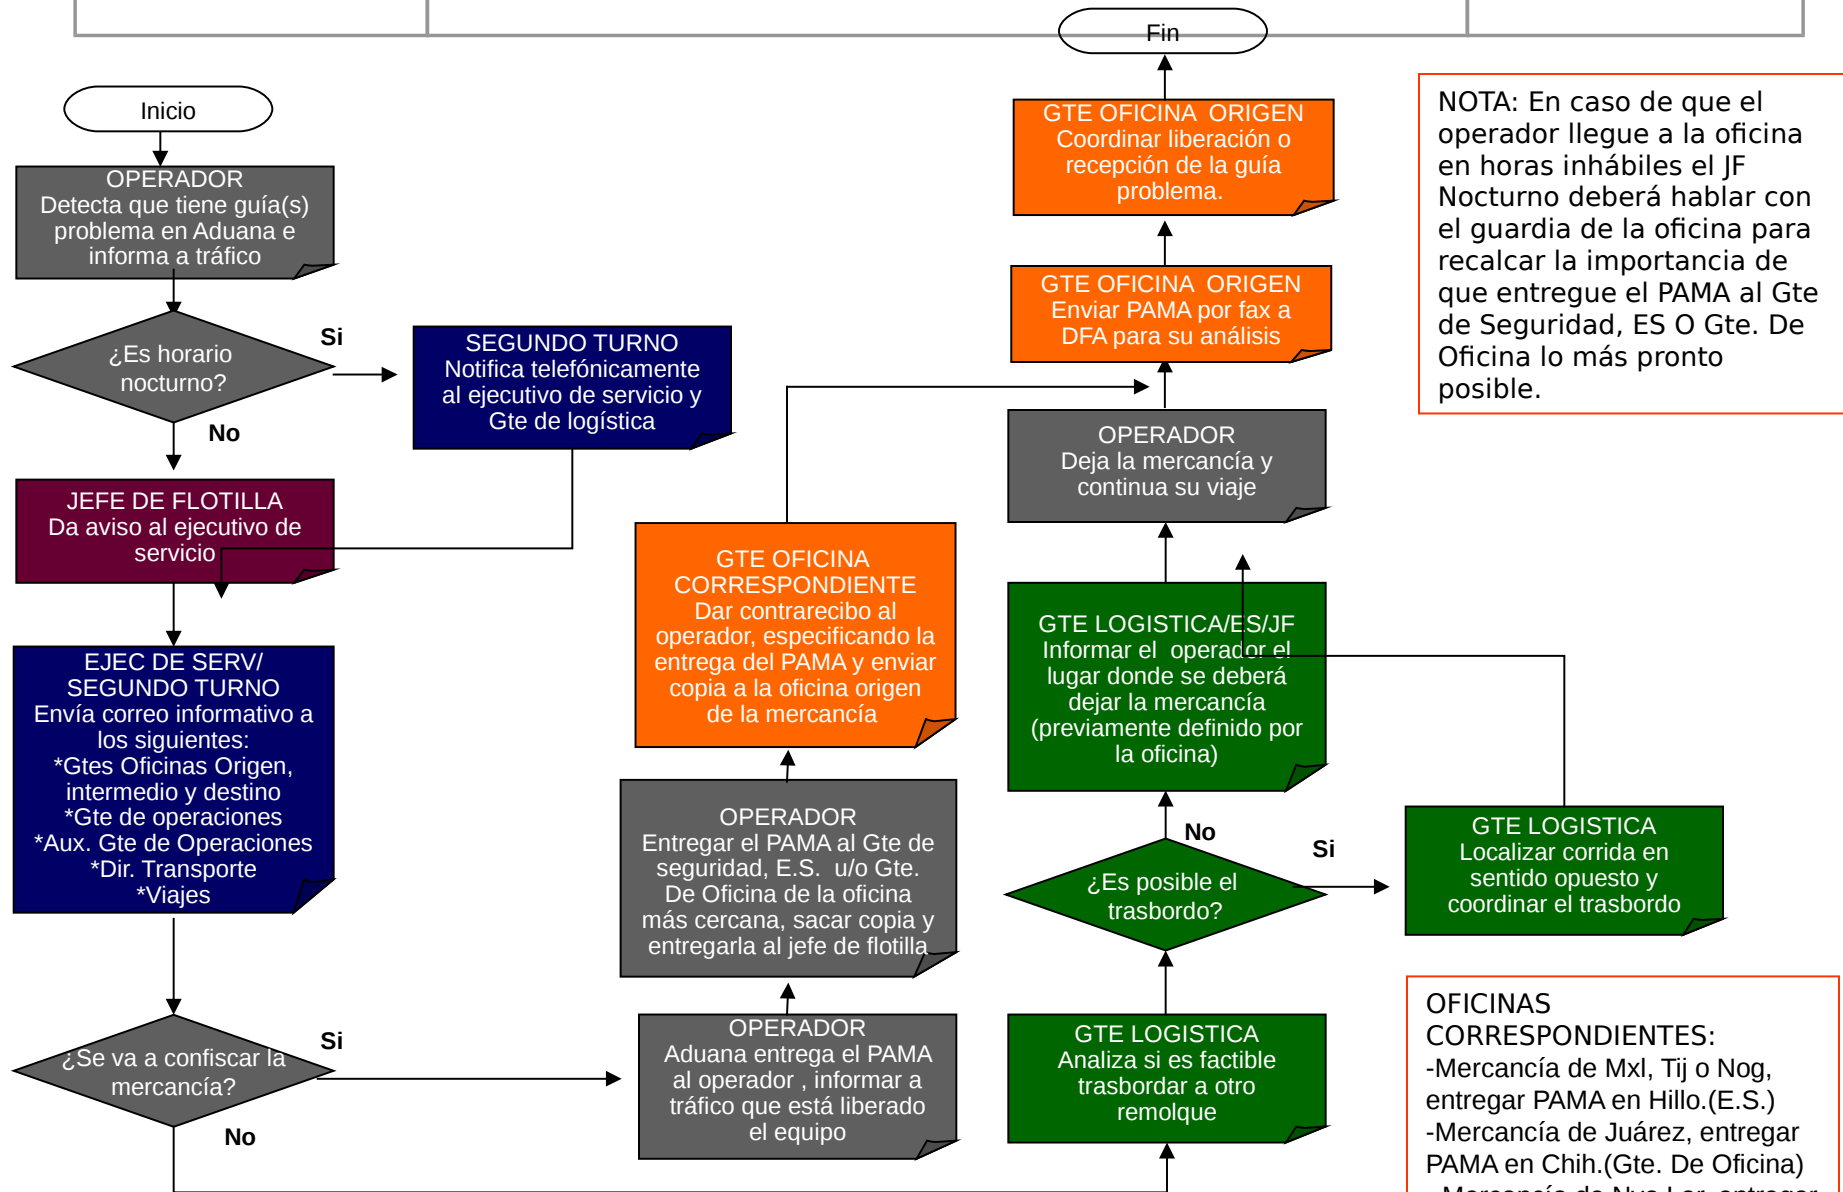 Inicio
OPERADOR
Detecta que tiene guía(s)
problema en Aduana e
informa a tráfico
¿Es horario
nocturno?
Si
No
SEGUNDO TURNO
Notifica telefónicamente
al ejecutivo de servicio y
Gte de logística
JEFE DE FLOTILLA
Da aviso al ejecutivo de
servicio
EJEC DE SERV/
SEGUNDO TURNO
Envía correo informativo a
los siguientes:
*Gtes Oficinas Origen,
intermedio y destino
*Gte de operaciones
*Aux. Gte de Operaciones
*Dir. Transporte
*Viajes
¿Se va a confiscar la
mercancía?
Si
No
OPERADOR
Aduana entrega el PAMA
al operador , informar a
tráfico que está liberado
el equipo
OPERADOR
Entregar el PAMA al Gte de
seguridad, E.S. u/o Gte.
De Oficina de la oficina
más cercana, sacar copia y
entregarla al jefe de flotilla
GTE OFICINA
CORRESPONDIENTE
Dar contrarecibo al
operador, especificando la
entrega del PAMA y enviar
copia a la oficina origen
de la mercancía
GTE LOGISTICA
Analiza si es factible
trasbordar a otro
remolque
¿Es posible el
trasbordo?
No
Si
GTE LOGISTICA
Localizar corrida en
sentido opuesto y
coordinar el trasbordo
GTE LOGISTICA/ES/JF
Informar el operador el
lugar donde se deberá
dejar la mercancía
(previamente definido por
la oficina)
OPERADOR
Deja la mercancía y
continua su viaje
GTE OFICINA ORIGEN
Enviar PAMA por fax a
DFA para su análisis
GTE OFICINA ORIGEN
Coordinar liberación o
recepción de la guía
problema.
Fin
NOTA: En caso de que el
operador llegue a la oficina
en horas inhábiles el JF
Nocturno deberá hablar con
el guardia de la oficina para
recalcar la importancia de
que entregue el PAMA al Gte
de Seguridad, ES O Gte. De
Oficina lo más pronto
posible.
OFICINAS
CORRESPONDIENTES:
-Mercancía de Mxl, Tij o Nog,
entregar PAMA en Hillo.(E.S.)
-Mercancía de Juárez, entregar
PAMA en Chih.(Gte. De Oficina)
- Mercancía de Nvo Lar, entregar